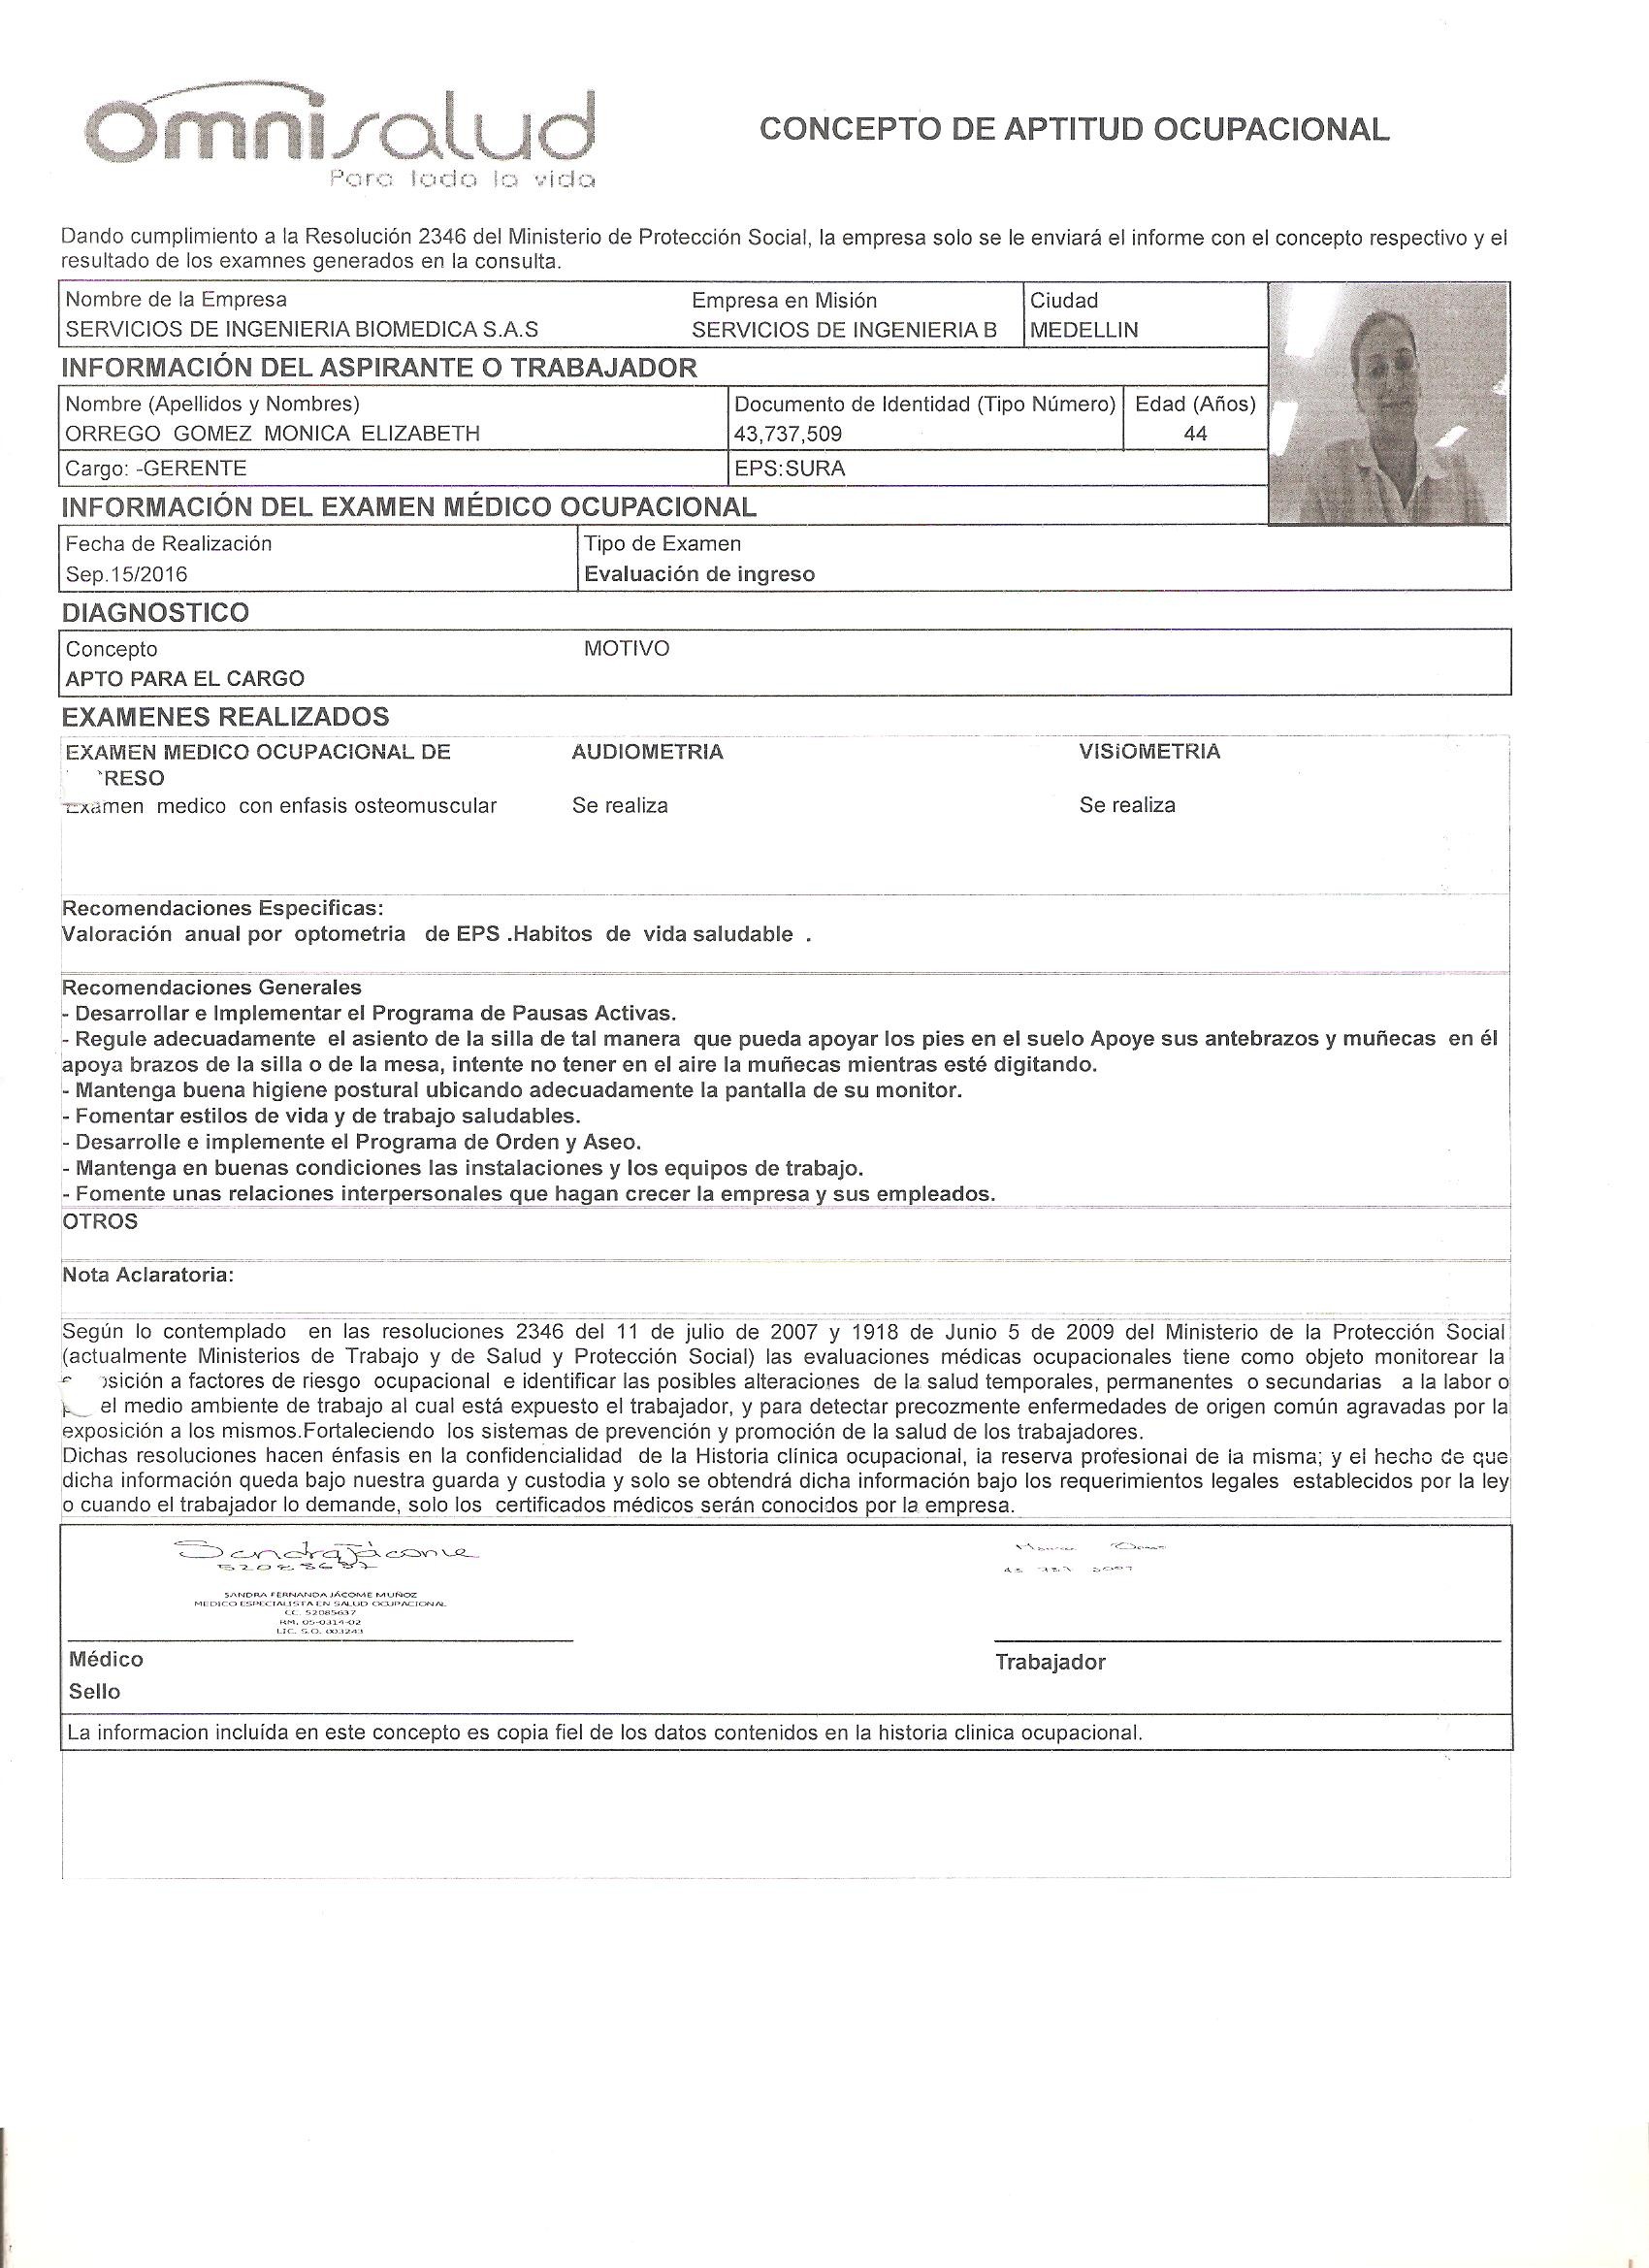 Omnisalud
Para toda la vida
CONCEPTO DE APTITUD OCUPACIONAL
Dando cumplimiento a la Resolución 2346 del Ministerio de Protección Social, la empresa solo se le enviará el informe con el concepto respectivo y el
resultado de los examnes generados en la consulta.
Nombre de la Empresa Empresa en Misión Ciudad
SERVICIOS DE INGENIERIA BIOMEDICA S.A.S SERVICIOS DE INGENIERIA B MEDELLIN
INFORMACIÓN DEL ASPIRANTE O TRABAJADOR
Nombre (Apellidos y Nombres) Documento de Identidad (Tipo Número) Edad (Años)
ORREGO GOMEZ MONICA ELIZABETH 43,737,509 44
Cargo: -GERENTE EPS:SURA
INFORMACIÓN DEL EXAMEN MÉDICO OCUPACIONAL
Fecha de Realización Tipo de Examen
Sep.15/2016 Evaluación de ingreso
DIAGNOSTICO
Concepto MOTIVO
APTO PARA EL CARGO
EXAMENES REALIZADOS
EXAMEN MEDICO OCUPACIONAL DE AUDIOMETRIA VISIOMETRIA
RESO
Examen medico con enfasis osteomuscular Se realiza Se realiza
Recomendaciones Especificas:
Valoración anual por optometria de EPS .Habitos de vida saludable .
Recomendaciones Generales
- Desarrollar e Implementar el Programa de Pausas Activas.
- Regule adecuadamente el asiento de la silla de tal manera que pueda apoyar los pies en el suelo Apoye sus antebrazos y muñecas en él
apoya brazos de la silla o de la mesa, intente no tener en el aire la muñecas mientras esté digitando.
- Mantenga buena higiene postural ubicando adecuadamente la pantalla de su monitor.
- Fomentar estilos de vida y de trabajo saludables.
- Desarrolle e implemente el Programa de Orden y Aseo.
- Mantenga en buenas condiciones las instalaciones y los equipos de trabajo.
- Fomente unas relaciones interpersonales que hagan crecer la empresa y sus empleados.
OTROS
Nota Aclaratoria:
Según lo contemplado en las resoluciones 2346 del 11 de julio de 2007 y 1918 de Junio 5 de 2009 del Ministerio de la Protección Social
(actualmente Ministerios de Trabajo y de Salud y Protección Social) las evaluaciones médicas ocupacionales tiene como objeto monitorear la
osición a factores de riesgo ocupacional e identificar las posibles alteraciones de la salud temporales, permanentes o secundarias a la labor o
el medio ambiente de trabajo al cual está expuesto el trabajador, y para detectar precozmente enfermedades de origen común agravadas por la
exposición a los mismos.Fortaleciendo los sistemas de prevención y promoción de la salud de los trabajadores.
Dichas resoluciones hacen énfasis en la confidencialidad de la Historia clínica ocupacional, la reserva profesional de la misma; y el hecho de que
dicha información queda bajo nuestra guarda y custodia y solo se obtendrá dicha información bajo los requerimientos legales establecidos por la ley
o cuando el trabajador lo demande, solo los certificados médicos serán conocidos por la empresa.
Sandra Jácome
52085637
SANDRA FERNANDA JÁCOME MUÑOZ
MEDICO ESPECIALISTA EN SALUD OCUPACIONAL
CC. 52085637
RM. 05-0314-02
LIC. S.O. 003243
Médico Trabajador
Sello
La informacion incluída en este concepto es copia fiel de los datos contenidos en la historia clinica ocupacional.